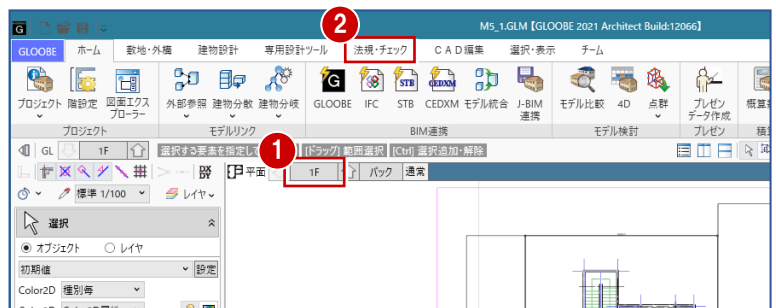 2
G M5_1.GLM 【GLOOBE 2021 Architect Build:12066】
GLOOBE ホーム 敷地・外構 建物設計 専用設計ツール 法規・チェック ＣＡＤ編集 選択・表示 チーム
G IFC STB CEDXM
プロジェクト 階設定 図面エクスプローラー 外部参照 建物分散 建物分岐 GLOOBE IFC STB CEDXM モデル統合 J-BIM連携 モデル比較 4D 点群 プレゼンデータ作成
プロジェクト モデルリンク BIM連携 モデル検討 プレゼン
GL 1F 選択する要素を指定して [ドラッグ] 範囲選択 [Ctrl] 選択追加・解除
1
平面 1F バック 通常
標準 1/100 レイヤ
選択
オブジェクト レイヤ
初期値 設定
Color2D 種別毎